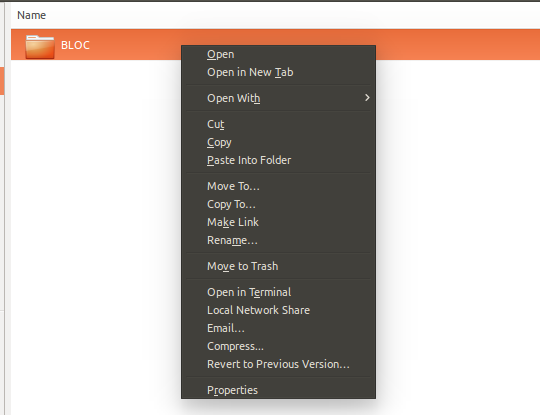 Name
BLOC
Open
Open in New Tab
Open With
Cut
Copy
Paste Into Folder
Move To...
Copy To...
Make Link
Rename...
Move to Trash
Open in Terminal
Local Network Share
Email...
Compress...
Revert to Previous Version...
Properties